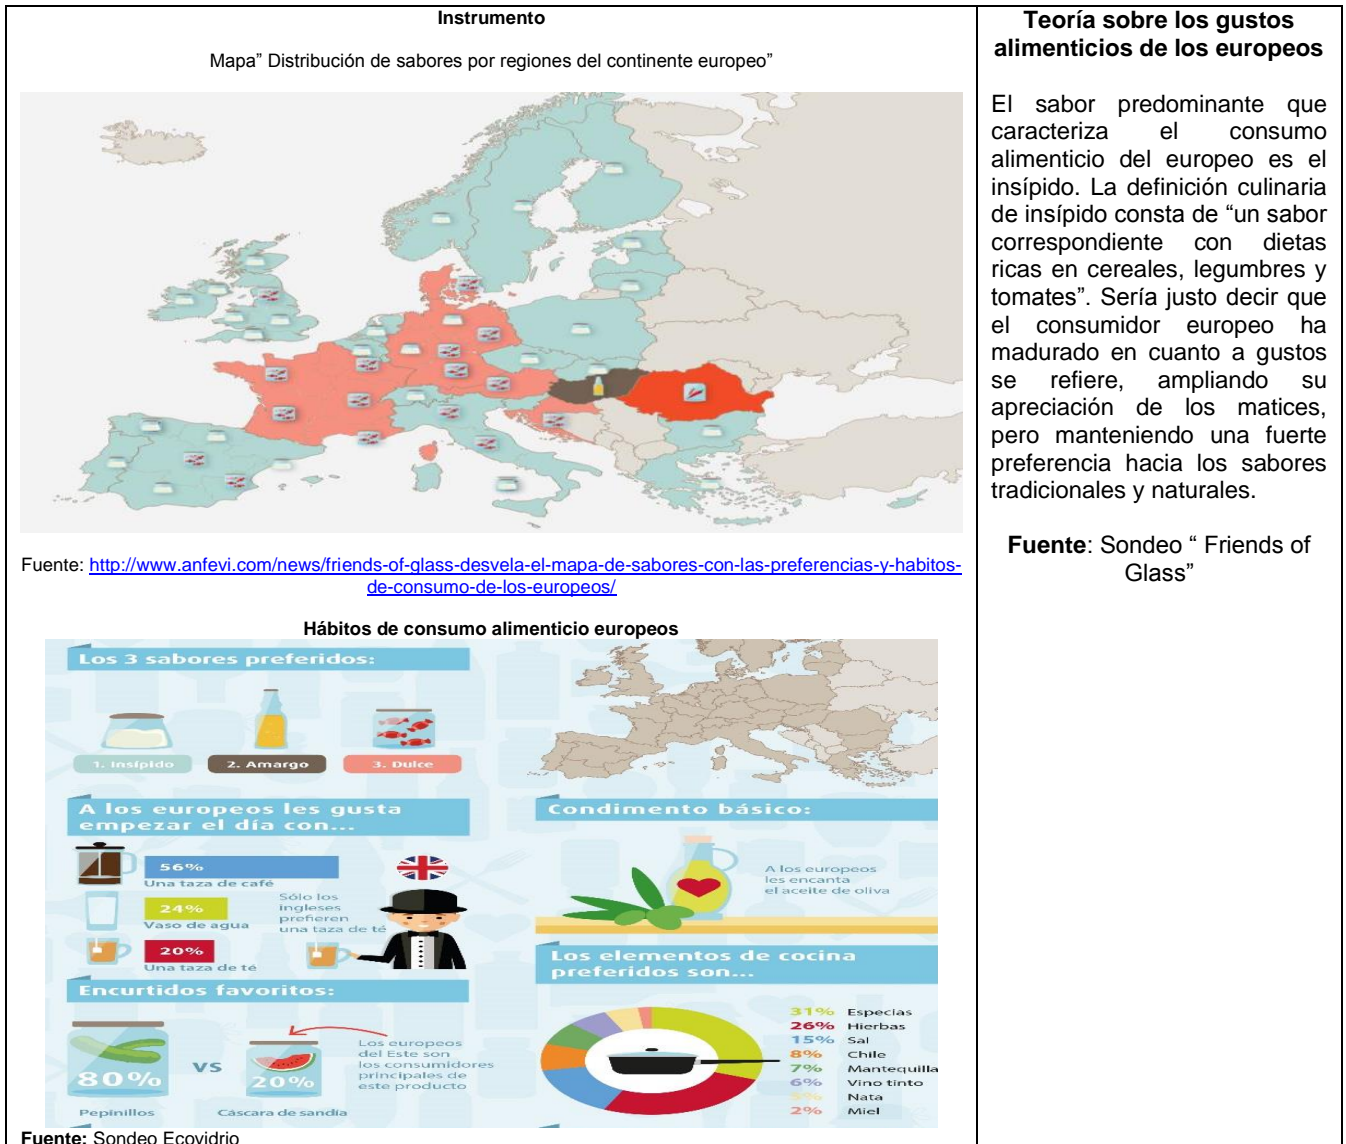 Instrumento
Mapa” Distribución de sabores por regiones del continente europeo”
Fuente: http://www.anfevi.com/news/friends-of-glass-desvela-el-mapa-de-sabores-con-las-preferencias-y-habitos-
de-consumo-de-los-europeos/
Hábitos de consumo alimenticio europeos
Los 3 sabores preferidos:
1. Insípido
2. Amargo
3. Dulce
A los europeos les gusta
empezar el día con...
56%
Una taza de café
24%
Vaso de agua
20%
Una taza de té
Sólo los
ingleses
prefieren
una taza de té
Encurtidos favoritos:
80%
Pepinillos
vs
20%
Cáscara de sandía
Los europeos
del Este son
los consumidores
principales de
este producto
Condimento básico:
A los europeos
les encanta
el aceite de oliva
Los elementos de cocina
preferidos son...
31% Especias
26% Hierbas
15% Sal
8% Chile
7% Mantequilla
6% Vino tinto
5% Nata
2% Miel
Fuente: Sondeo Ecovidrio
Teoría sobre los gustos
alimenticios de los europeos
El sabor predominante que
caracteriza el consumo
alimenticio del europeo es el
insípido. La definición culinaria
de insípido consta de “un sabor
correspondiente con dietas
ricas en cereales, legumbres y
tomates”. Sería justo decir que
el consumidor europeo ha
madurado en cuanto a gustos
se refiere, ampliando su
apreciación de los matices,
pero manteniendo una fuerte
preferencia hacia los sabores
tradicionales y naturales.
Fuente: Sondeo “ Friends of
Glass”